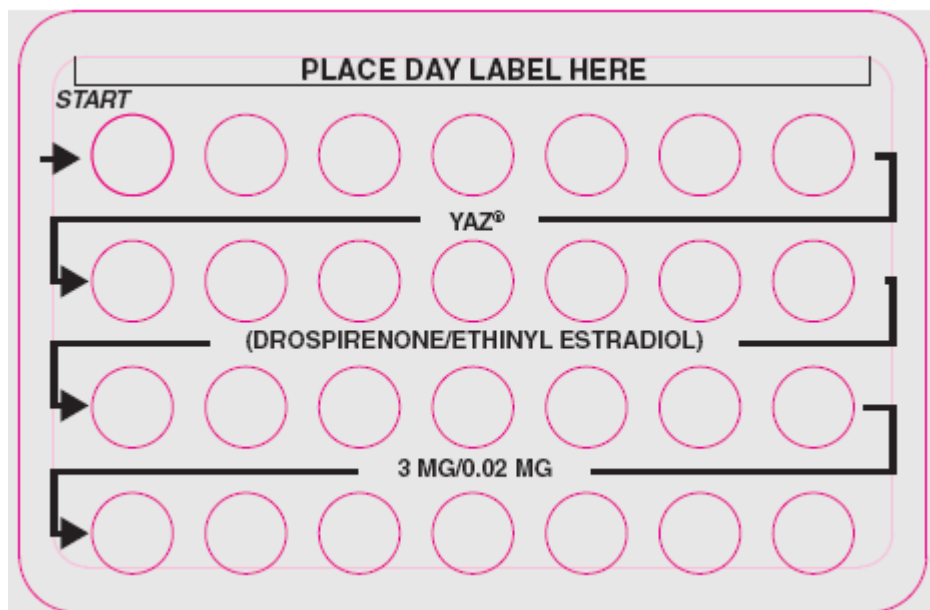 PLACE DAY LABEL HERE
START
YAZ®
(DROSPIRENONE/ETHINYL ESTRADIOL)
3 MG/0.02 MG